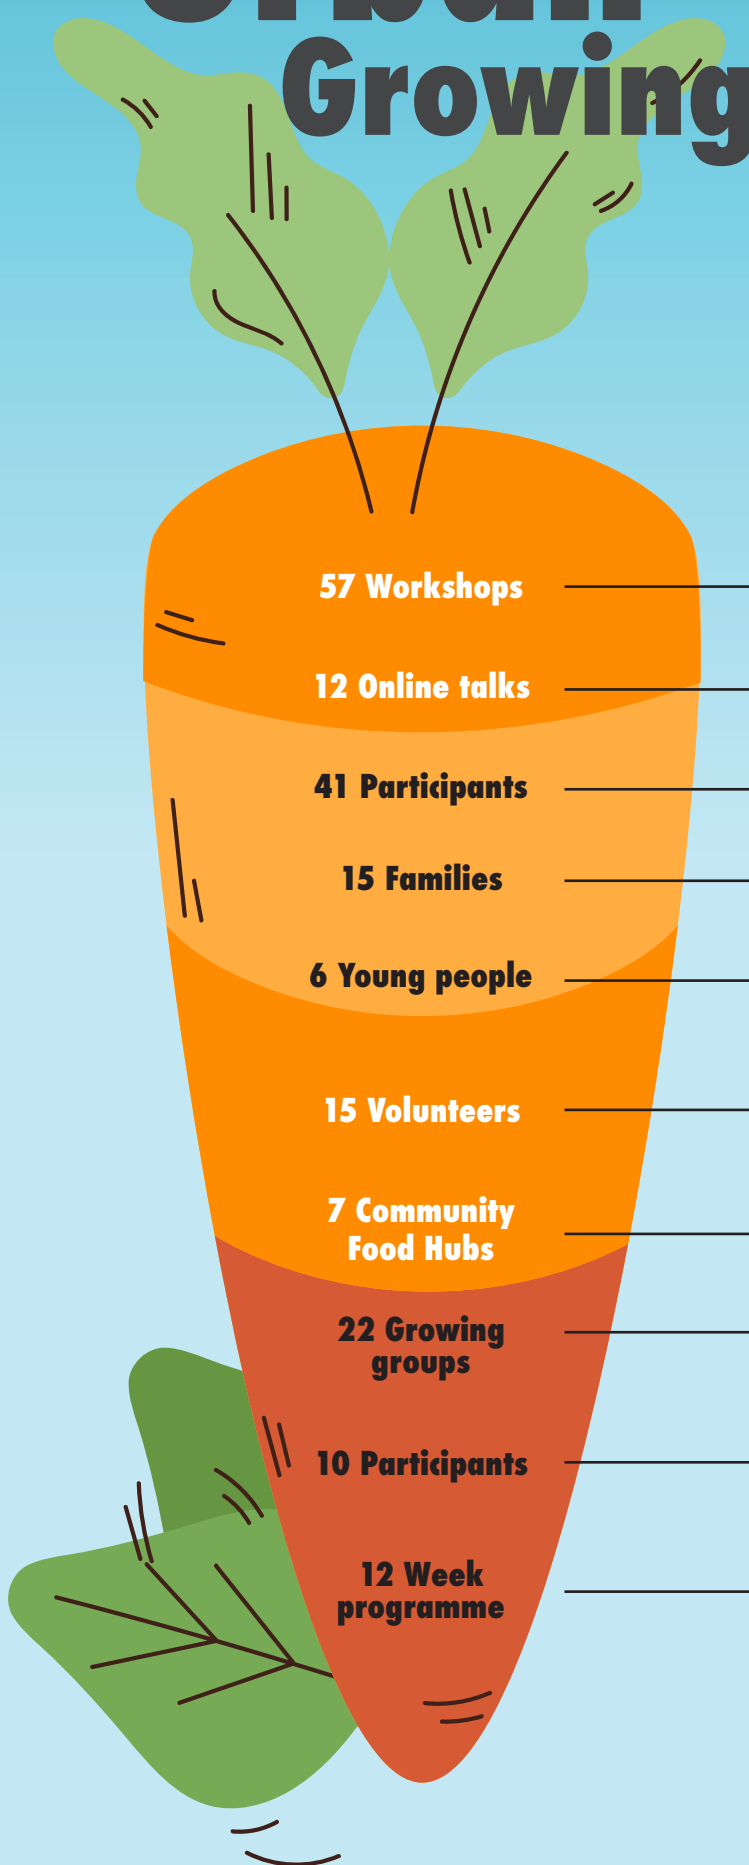 Urban
Growing
57 Workshops
12 Online talks
41 Participants
15 Families
6 Young people
15 Volunteers
7 Community
Food Hubs
22 Growing
groups
10 Participants
12 Week
programme